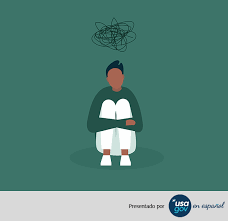 Presentado por
usa
gov
en español